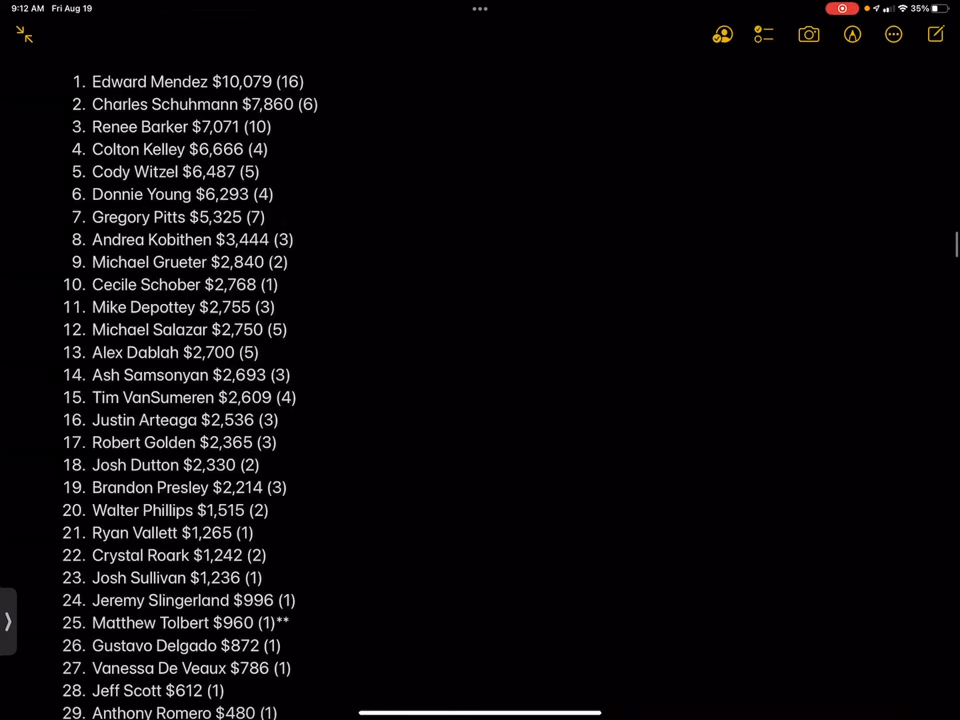 9:12 AM Fri Aug 19
35%
1. Edward Mendez $10,079 (16)
2. Charles Schuhmann $7,860 (6)
3. Renee Barker $7,071 (10)
4. Colton Kelley $6,666 (4)
5. Cody Witzel $6,487 (5)
6. Donnie Young $6,293 (4)
7. Gregory Pitts $5,325 (7)
8. Andrea Kobithen $3,444 (3)
9. Michael Grueter $2,840 (2)
10. Cecile Schober $2,768 (1)
11. Mike Depottey $2,755 (3)
12. Michael Salazar $2,750 (5)
13. Alex Dablah $2,700 (5)
14. Ash Samsonyan $2,693 (3)
15. Tim VanSumeren $2,609 (4)
16. Justin Arteaga $2,536 (3)
17. Robert Golden $2,365 (3)
18. Josh Dutton $2,330 (2)
19. Brandon Presley $2,214 (3)
20. Walter Phillips $1,515 (2)
21. Ryan Vallett $1,265 (1)
22. Crystal Roark $1,242 (2)
23. Josh Sullivan $1,236 (1)
24. Jeremy Slingerland $996 (1)
25. Matthew Tolbert $960 (1)**
26. Gustavo Delgado $872 (1)
27. Vanessa De Veaux $786 (1)
28. Jeff Scott $612 (1)
29. Anthony Romero $480 (1)